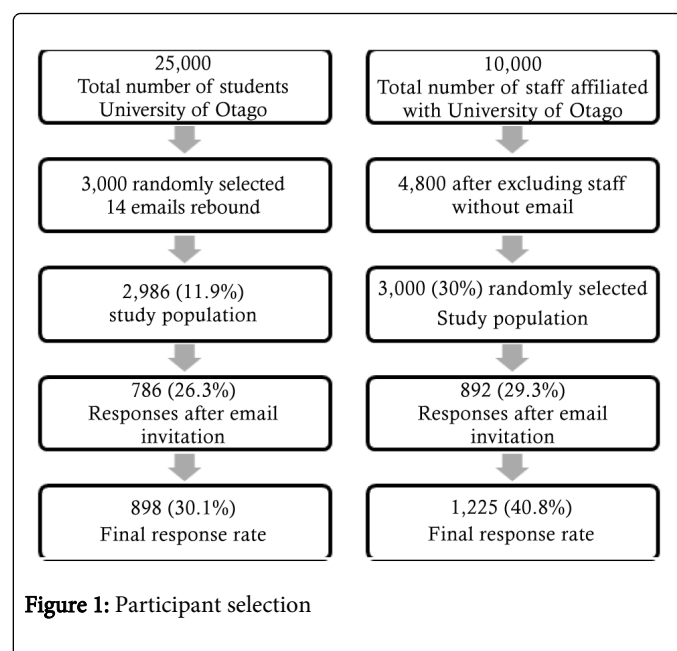 25,000
Total number of students
University of Otago
3,000 randomly selected
14 emails rebound
2,986 (11.9%)
study population
786 (26.3%)
Responses after email
invitation
898 (30.1%)
Final response rate
10,000
Total number of staff affiliated
with University of Otago
4,800 after excluding staff
without email
3,000 (30%) randomly selected
Study population
892 (29.3%)
Responses after email
invitation
1,225 (40.8%)
Final response rate
Figure 1: Participant selection